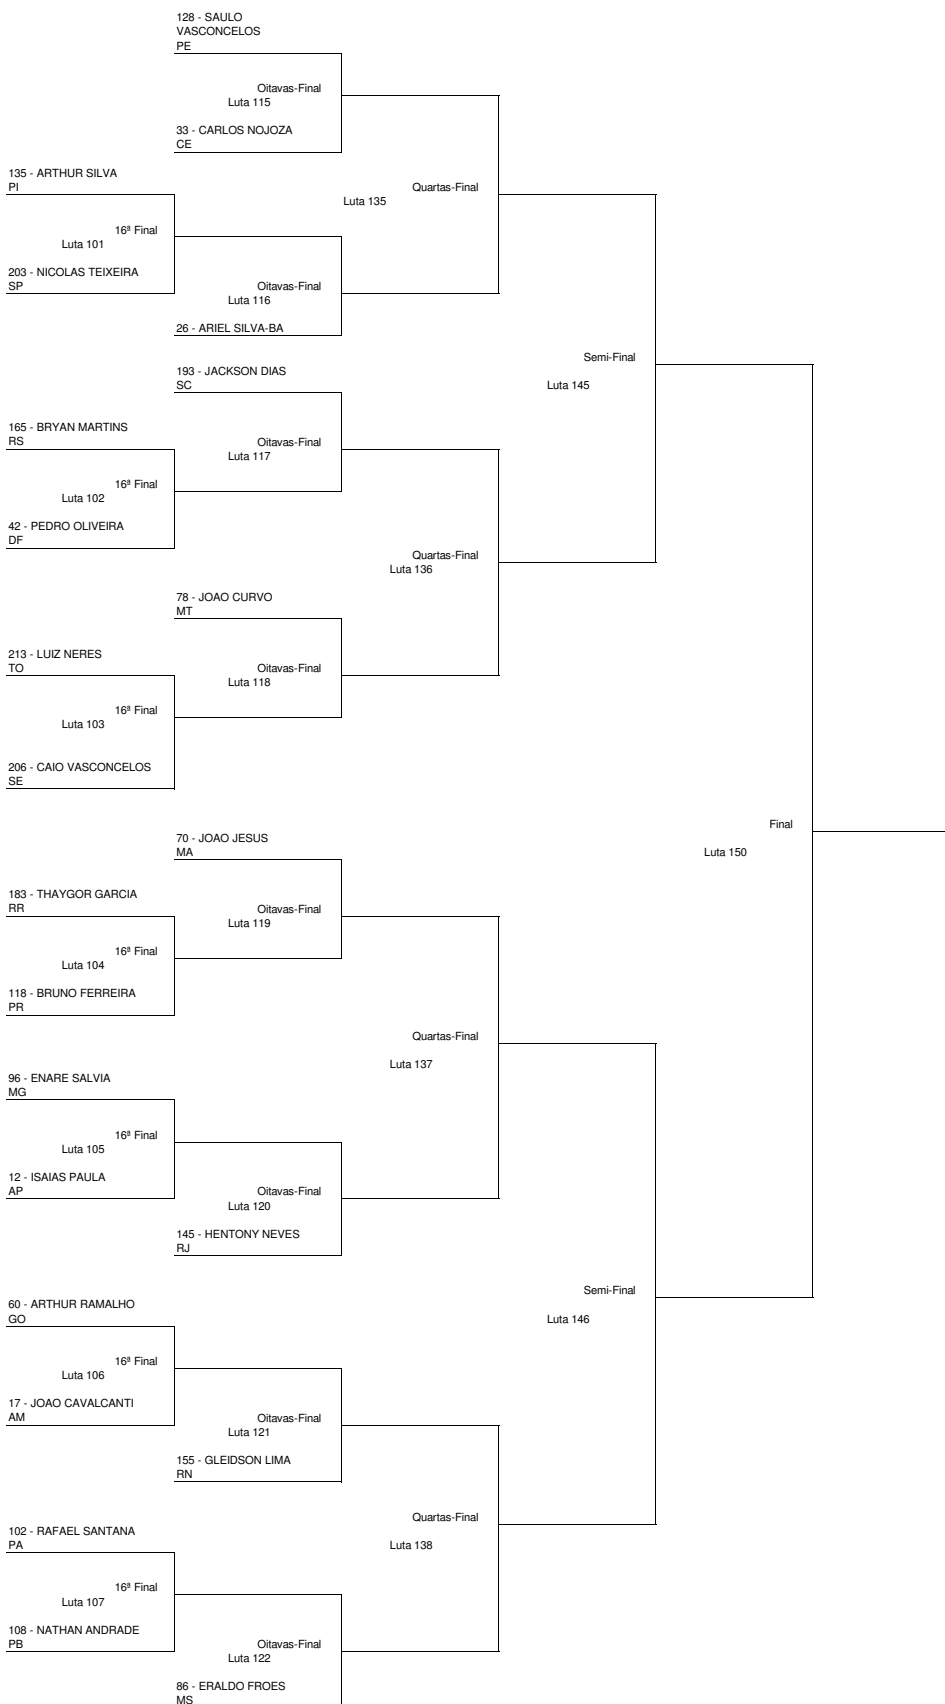 128 - SAULO
VASCONCELOS
PE
Oitavas-Final
Luta 115
33 - CARLOS NOJOZA
CE
135 - ARTHUR SILVA
PI
Quartas-Final
Luta 135
16ª Final
Luta 101
203 - NICOLAS TEIXEIRA
SP
Oitavas-Final
Luta 116
26 - ARIEL SILVA-BA
Semi-Final
Luta 145
193 - JACKSON DIAS
SC
165 - BRYAN MARTINS
RS
Oitavas-Final
Luta 117
16ª Final
Luta 102
42 - PEDRO OLIVEIRA
DF
Quartas-Final
Luta 136
78 - JOAO CURVO
MT
213 - LUIZ NERES
TO
Oitavas-Final
Luta 118
16ª Final
Luta 103
206 - CAIO VASCONCELOS
SE
Final
Luta 150
70 - JOAO JESUS
MA
183 - THAYGOR GARCIA
RR
Oitavas-Final
Luta 119
16ª Final
Luta 104
118 - BRUNO FERREIRA
PR
Quartas-Final
Luta 137
96 - ENARE SALVIA
MG
16ª Final
Luta 105
12 - ISAIAS PAULA
AP
Oitavas-Final
Luta 120
145 - HENTONY NEVES
RJ
Semi-Final
Luta 146
60 - ARTHUR RAMALHO
GO
16ª Final
Luta 106
17 - JOAO CAVALCANTI
AM
Oitavas-Final
Luta 121
155 - GLEIDSON LIMA
RN
Quartas-Final
Luta 138
102 - RAFAEL SANTANA
PA
16ª Final
Luta 107
108 - NATHAN ANDRADE
PB
Oitavas-Final
Luta 122
86 - ERALDO FROES
MS